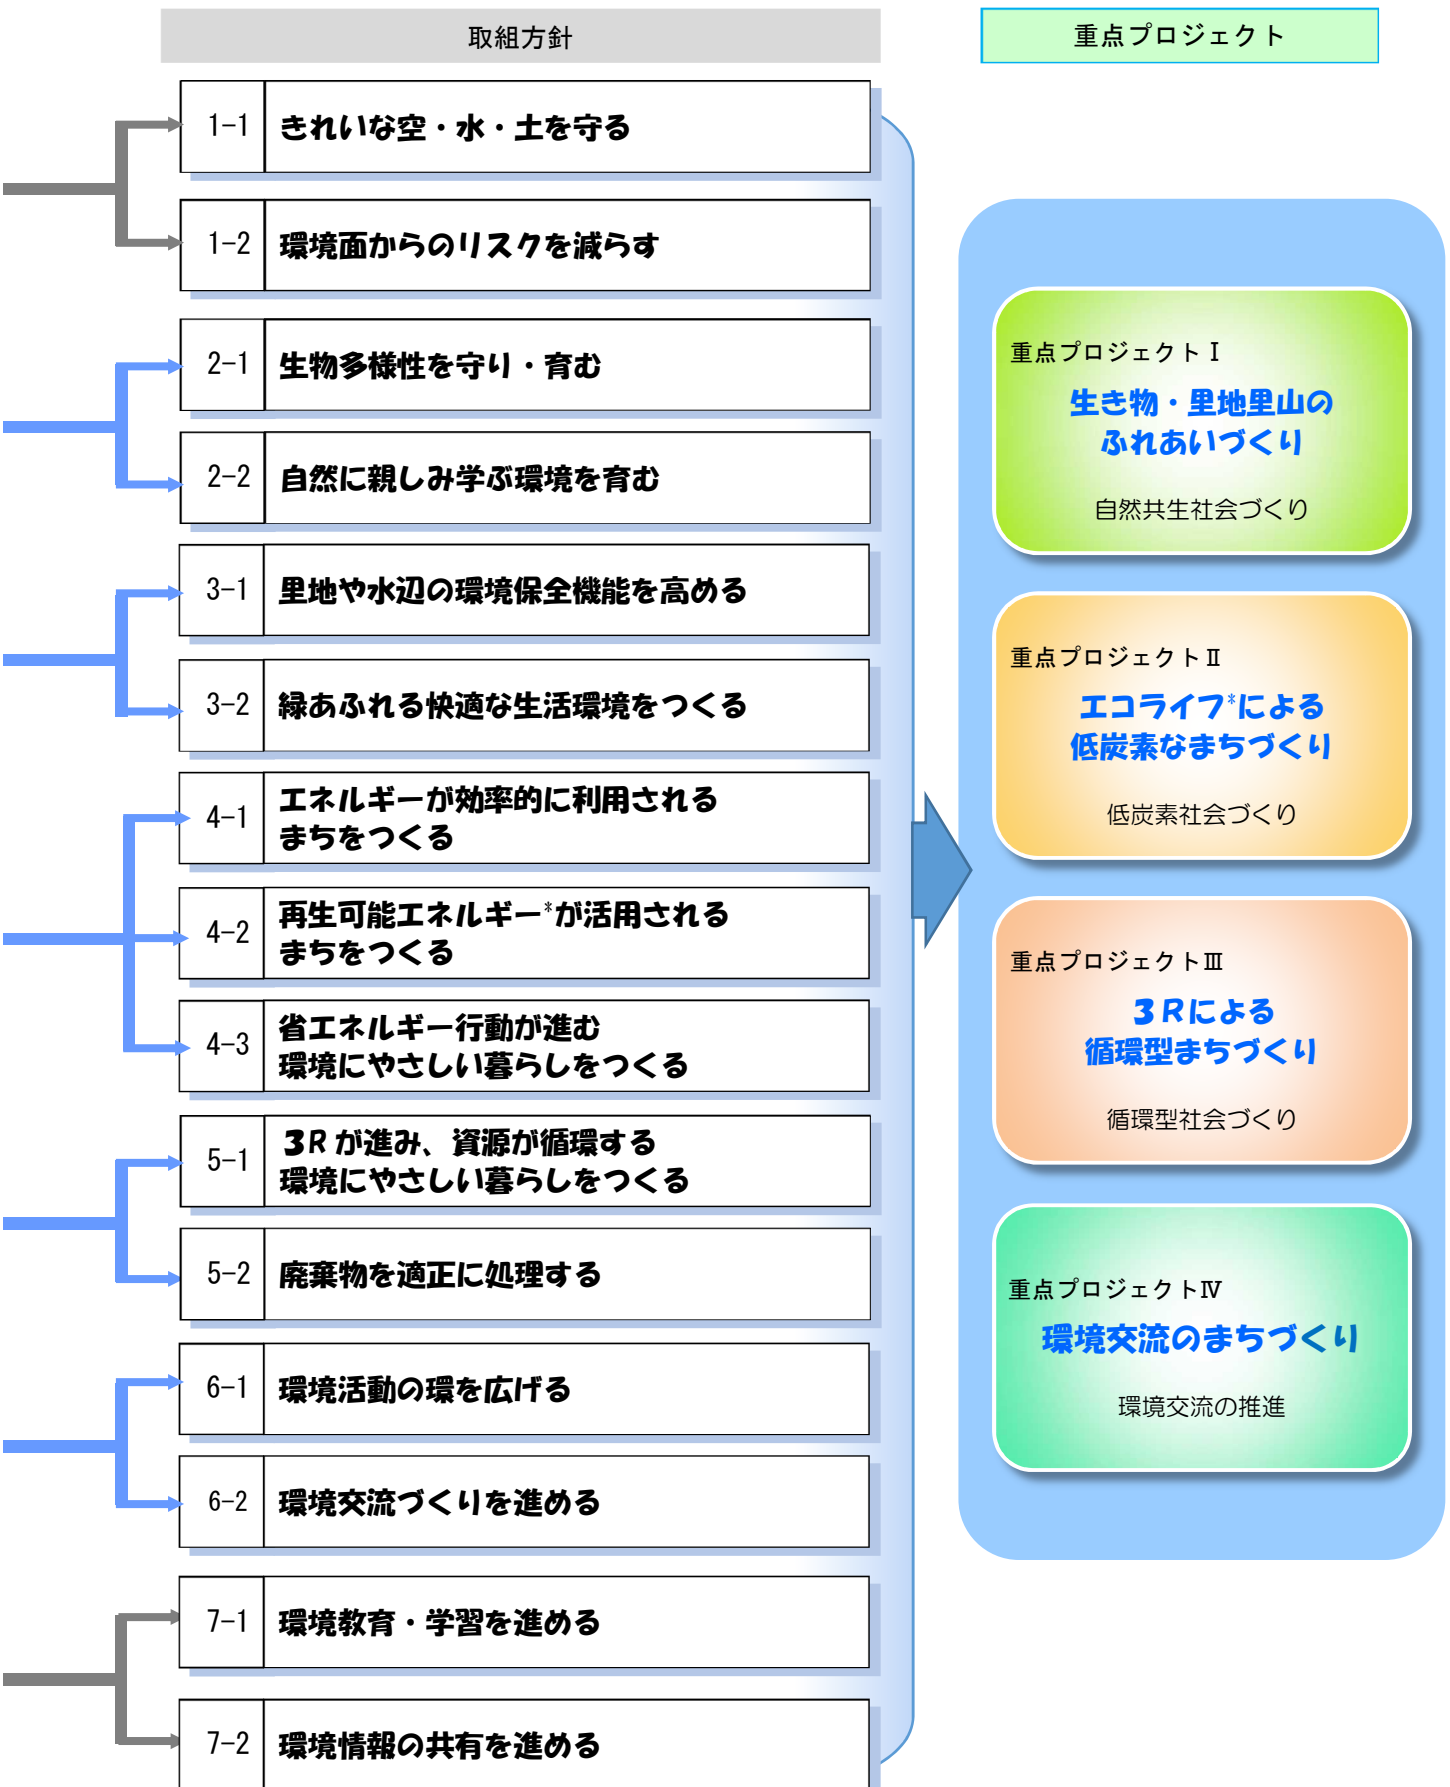 取組方針
1-1 きれいな空・水・土を守る
1-2 環境面からのリスクを減らす
2-1 生物多様性を守り・育む
2-2 自然に親しみ学ぶ環境を育む
3-1 里地や水辺の環境保全機能を高める
3-2 緑あふれる快適な生活環境をつくる
4-1 エネルギーが効率的に利用される
まちをつくる
4-2 再生可能エネルギー*が活用される
まちをつくる
4-3 省エネルギー行動が進む
環境にやさしい暮らしをつくる
5-1 3Rが進み、資源が循環する
環境にやさしい暮らしをつくる
5-2 廃棄物を適正に処理する
6-1 環境活動の環を広げる
6-2 環境交流づくりを進める
7-1 環境教育・学習を進める
7-2 環境情報の共有を進める
重点プロジェクト
重点プロジェクトⅠ
生き物・里地里山の
ふれあいづくり
自然共生社会づくり
重点プロジェクトⅡ
エコライフ*による
低炭素なまちづくり
低炭素社会づくり
重点プロジェクトⅢ
3Rによる
循環型まちづくり
循環型社会づくり
重点プロジェクトⅣ
環境交流のまちづくり
環境交流の推進